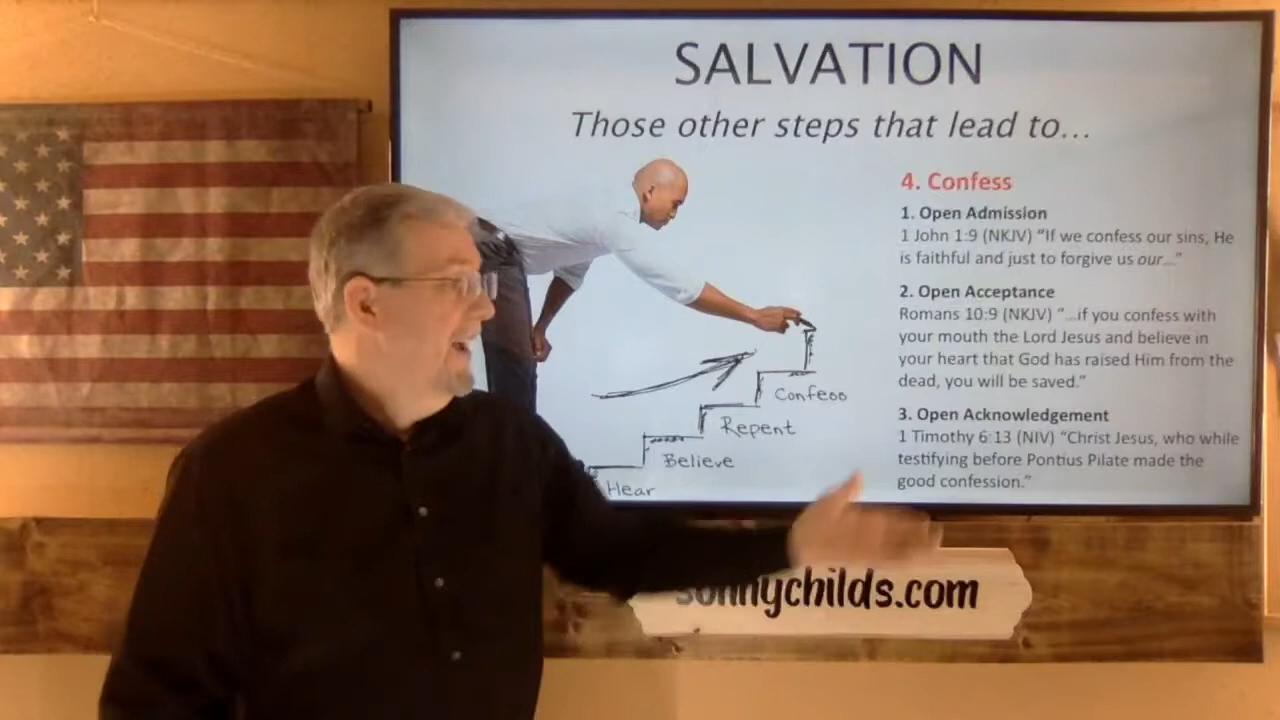 SALVATION
Those other steps that lead to...
4. Confess
1. Open Admission
1 John 1:9 (NKJV) “If we confess our sins, He
is faithful and just to forgive us our...”
2. Open Acceptance
Romans 10:9 (NKJV) “...if you confess with
your mouth the Lord Jesus and believe in
your heart that God has raised Him from the
dead, you will be saved.”
3. Open Acknowledgement
1 Timothy 6:13 (NIV) “Christ Jesus, who while
testifying before Pontius Pilate made the
good confession.”
Confess
Repent
Believe
Hear
sonnychilds.com